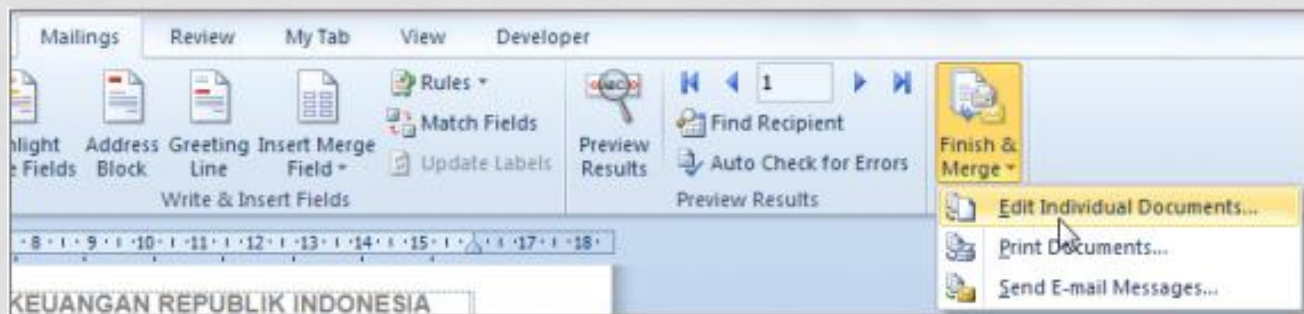 Mailings Review My Tab View Developer
Rules
Match Fields
Update Labels
Address Block
Greeting Line
Insert Merge Field
Write & Insert Fields
Preview Results
1
Find Recipient
Auto Check for Errors
Preview Results
Finish & Merge
Edit Individual Documents...
Print Documents...
Send E-mail Messages...
8 9 10 11 12 13 14 15 17 18
KEUANGAN REPUBLIK INDONESIA